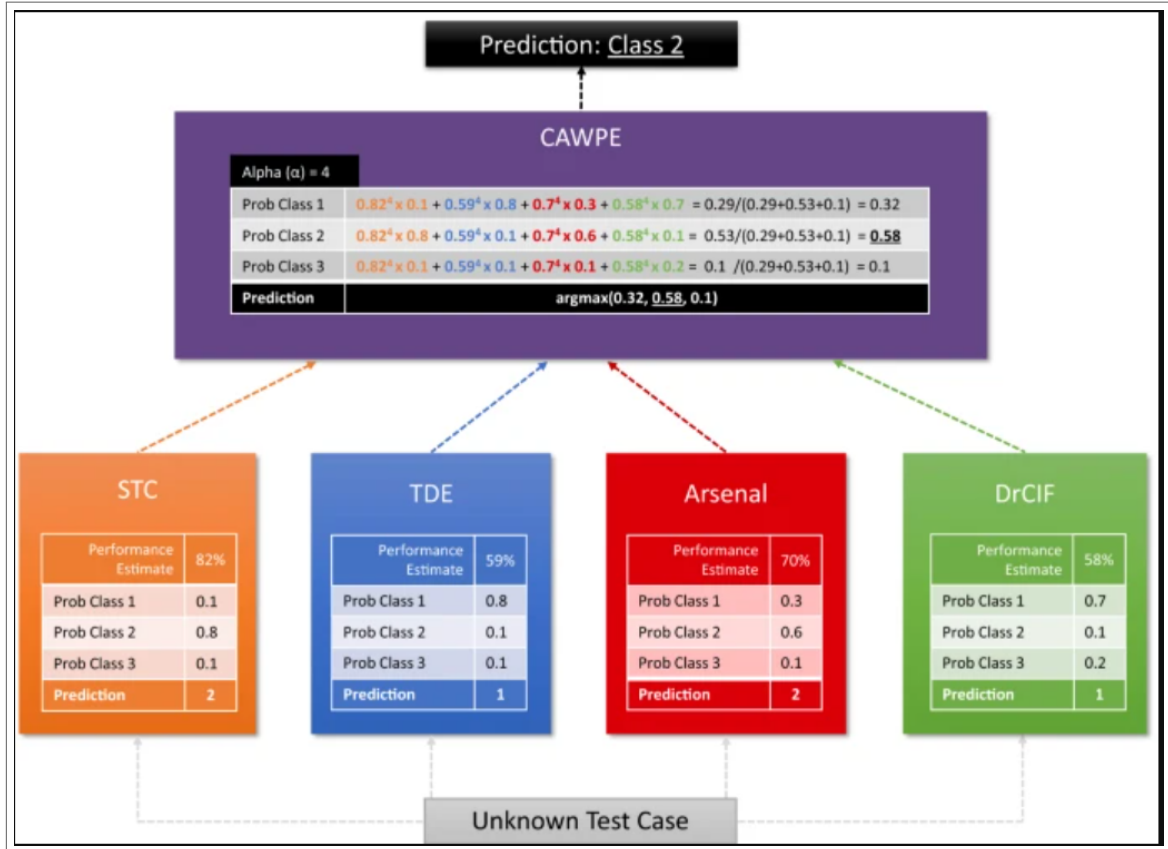 Prediction: Class 2
CAWPE
Alpha (α) = 4
Prob Class 1 0.82⁴ x 0.1 + 0.59⁴ x 0.8 + 0.7⁴ x 0.3 + 0.58⁴ x 0.7 = 0.29/(0.29+0.53+0.1) = 0.32
Prob Class 2 0.82⁴ x 0.8 + 0.59⁴ x 0.1 + 0.7⁴ x 0.6 + 0.58⁴ x 0.1 = 0.53/(0.29+0.53+0.1) = 0.58
Prob Class 3 0.82⁴ x 0.1 + 0.59⁴ x 0.1 + 0.7⁴ x 0.1 + 0.58⁴ x 0.2 = 0.1 /(0.29+0.53+0.1) = 0.1
Prediction argmax(0.32, 0.58, 0.1)
STC
Performance
Estimate 82%
Prob Class 1 0.1
Prob Class 2 0.8
Prob Class 3 0.1
Prediction 2
TDE
Performance
Estimate 59%
Prob Class 1 0.8
Prob Class 2 0.1
Prob Class 3 0.1
Prediction 1
Arsenal
Performance
Estimate 70%
Prob Class 1 0.3
Prob Class 2 0.6
Prob Class 3 0.1
Prediction 2
DrCIF
Performance
Estimate 58%
Prob Class 1 0.7
Prob Class 2 0.1
Prob Class 3 0.2
Prediction 1
Unknown Test Case